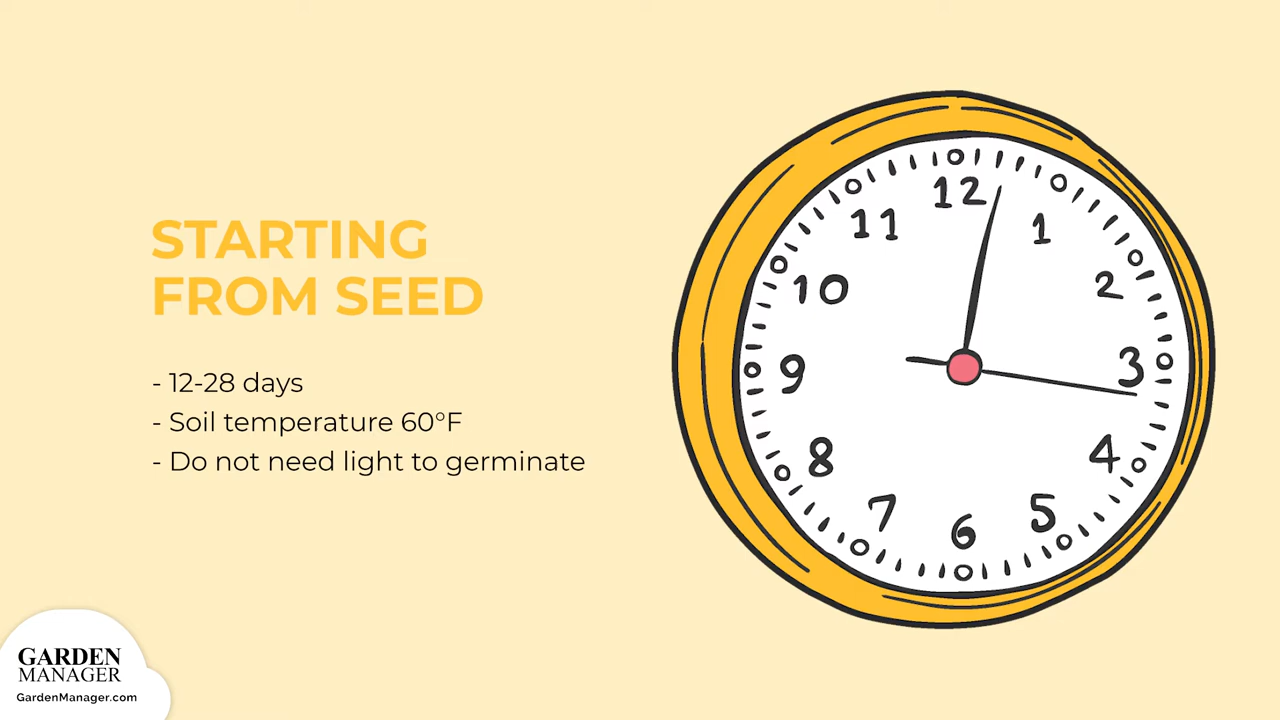 STARTING
FROM SEED
- 12-28 days
- Soil temperature 60°F
- Do not need light to germinate
12
1
2
3
4
5
6
7
8
9
10
11
GARDEN
MANAGER
GardenManager.com